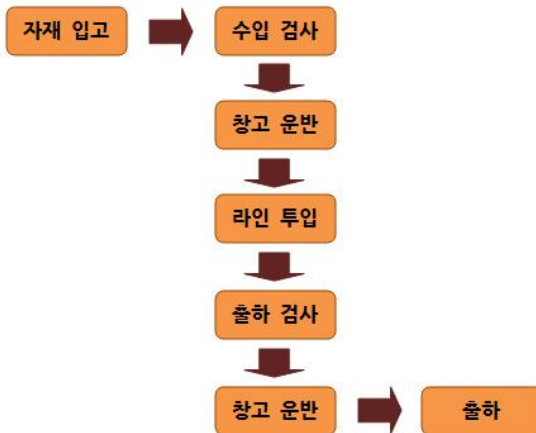 자재 입고
수입 검사
창고 운반
라인 투입
출하 검사
창고 운반
출하